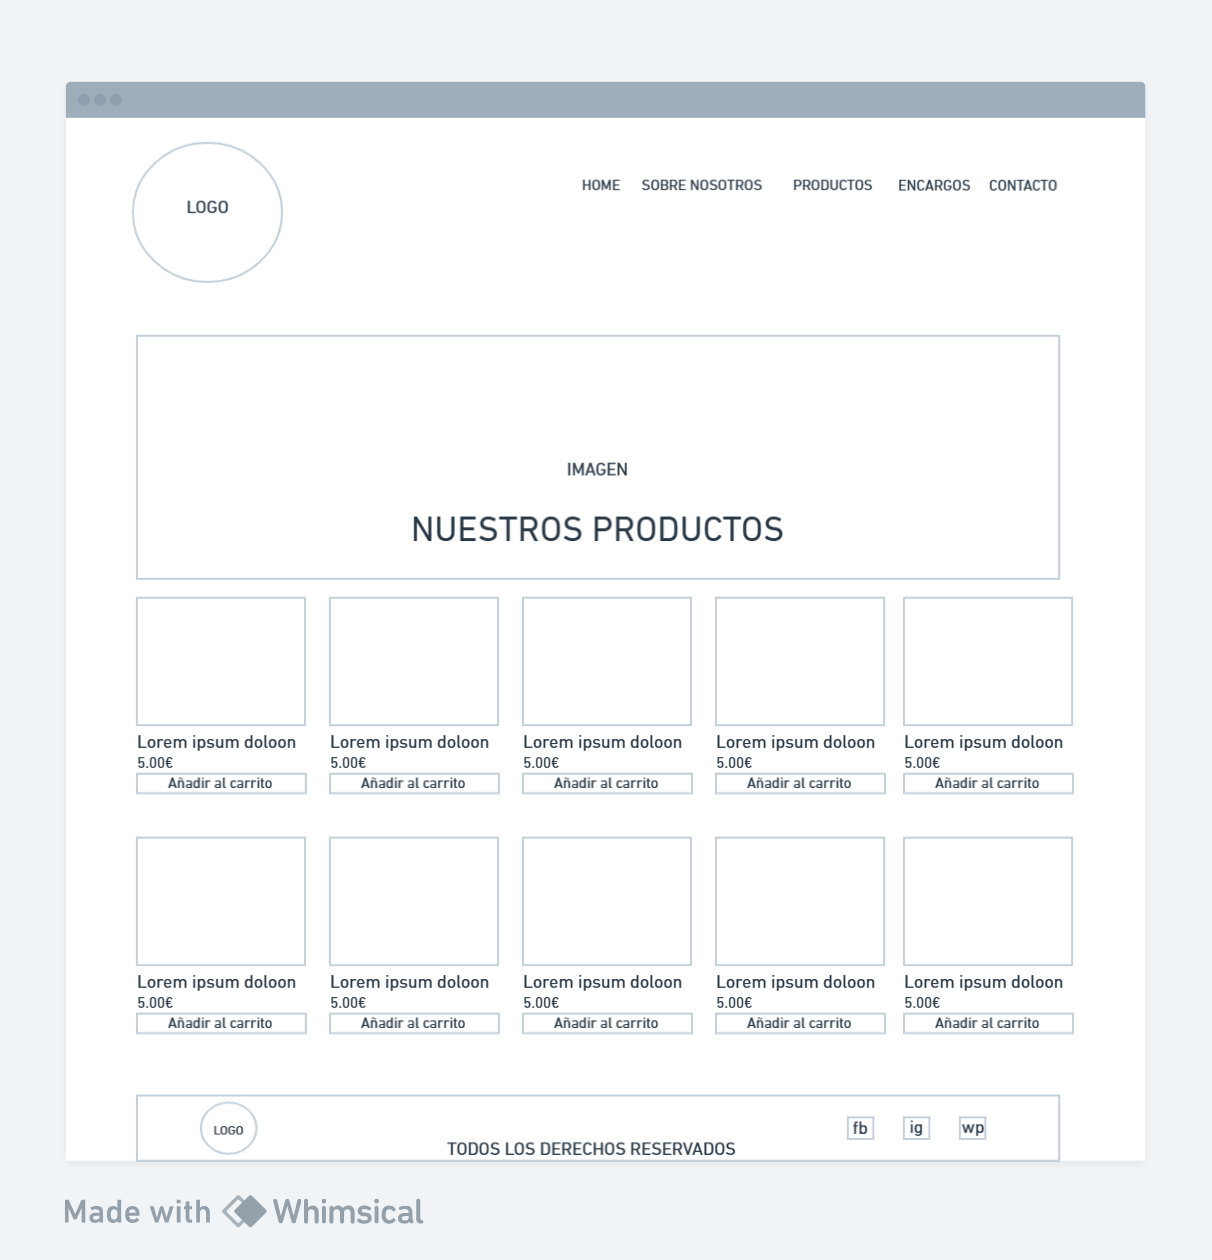 LOGO
HOME SOBRE NOSOTROS PRODUCTOS ENCARGOS CONTACTO
IMAGEN
NUESTROS PRODUCTOS
Lorem ipsum doloon Lorem ipsum doloon Lorem ipsum doloon Lorem ipsum doloon Lorem ipsum doloon
5.00€ 5.00€ 5.00€ 5.00€ 5.00€
Añadir al carrito Añadir al carrito Añadir al carrito Añadir al carrito Añadir al carrito
Lorem ipsum doloon Lorem ipsum doloon Lorem ipsum doloon Lorem ipsum doloon Lorem ipsum doloon
5.00€ 5.00€ 5.00€ 5.00€ 5.00€
Añadir al carrito Añadir al carrito Añadir al carrito Añadir al carrito Añadir al carrito
LOGO
TODOS LOS DERECHOS RESERVADOS
fb ig wp
Made with Whimsical